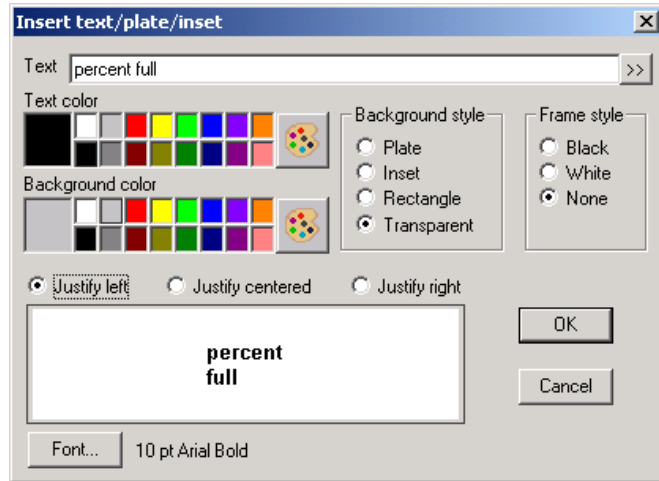 Insert text/plate/inset
Text percent full >>
Text color
Background color
Background style
Plate
Inset
Rectangle
Transparent
Frame style
Black
White
None
Justify left Justify centered Justify right
percent
full
OK
Cancel
Font... 10 pt Arial Bold